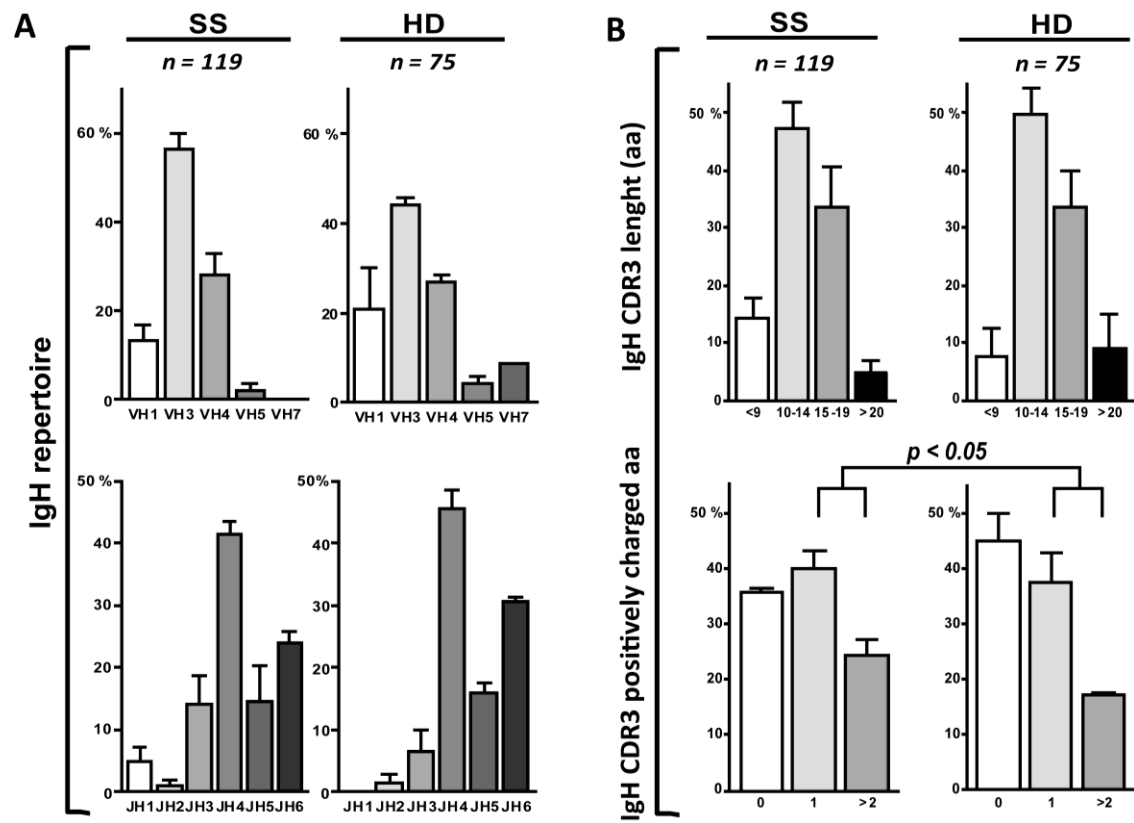 A
SS
HD
n = 119
n = 75
IgH repertoire
60 %
40
20
0
VH1 VH3 VH4 VH5 VH7
60 %
40
20
0
VH1 VH3 VH4 VH5 VH7
50 %
40
30
20
10
0
JH1 JH2 JH3 JH4 JH5 JH6
50 %
40
30
20
10
0
JH1 JH2 JH3 JH4 JH5 JH6
B
SS
HD
n = 119
n = 75
IgH CDR3 lenght (aa)
50 %
40
30
20
10
0
<9 10-14 15-19 >20
50 %
40
30
20
10
0
<9 10-14 15-19 >20
IgH CDR3 positively charged aa
p < 0.05
50 %
40
30
20
10
0
0 1 >2
50 %
40
30
20
10
0
0 1 >2